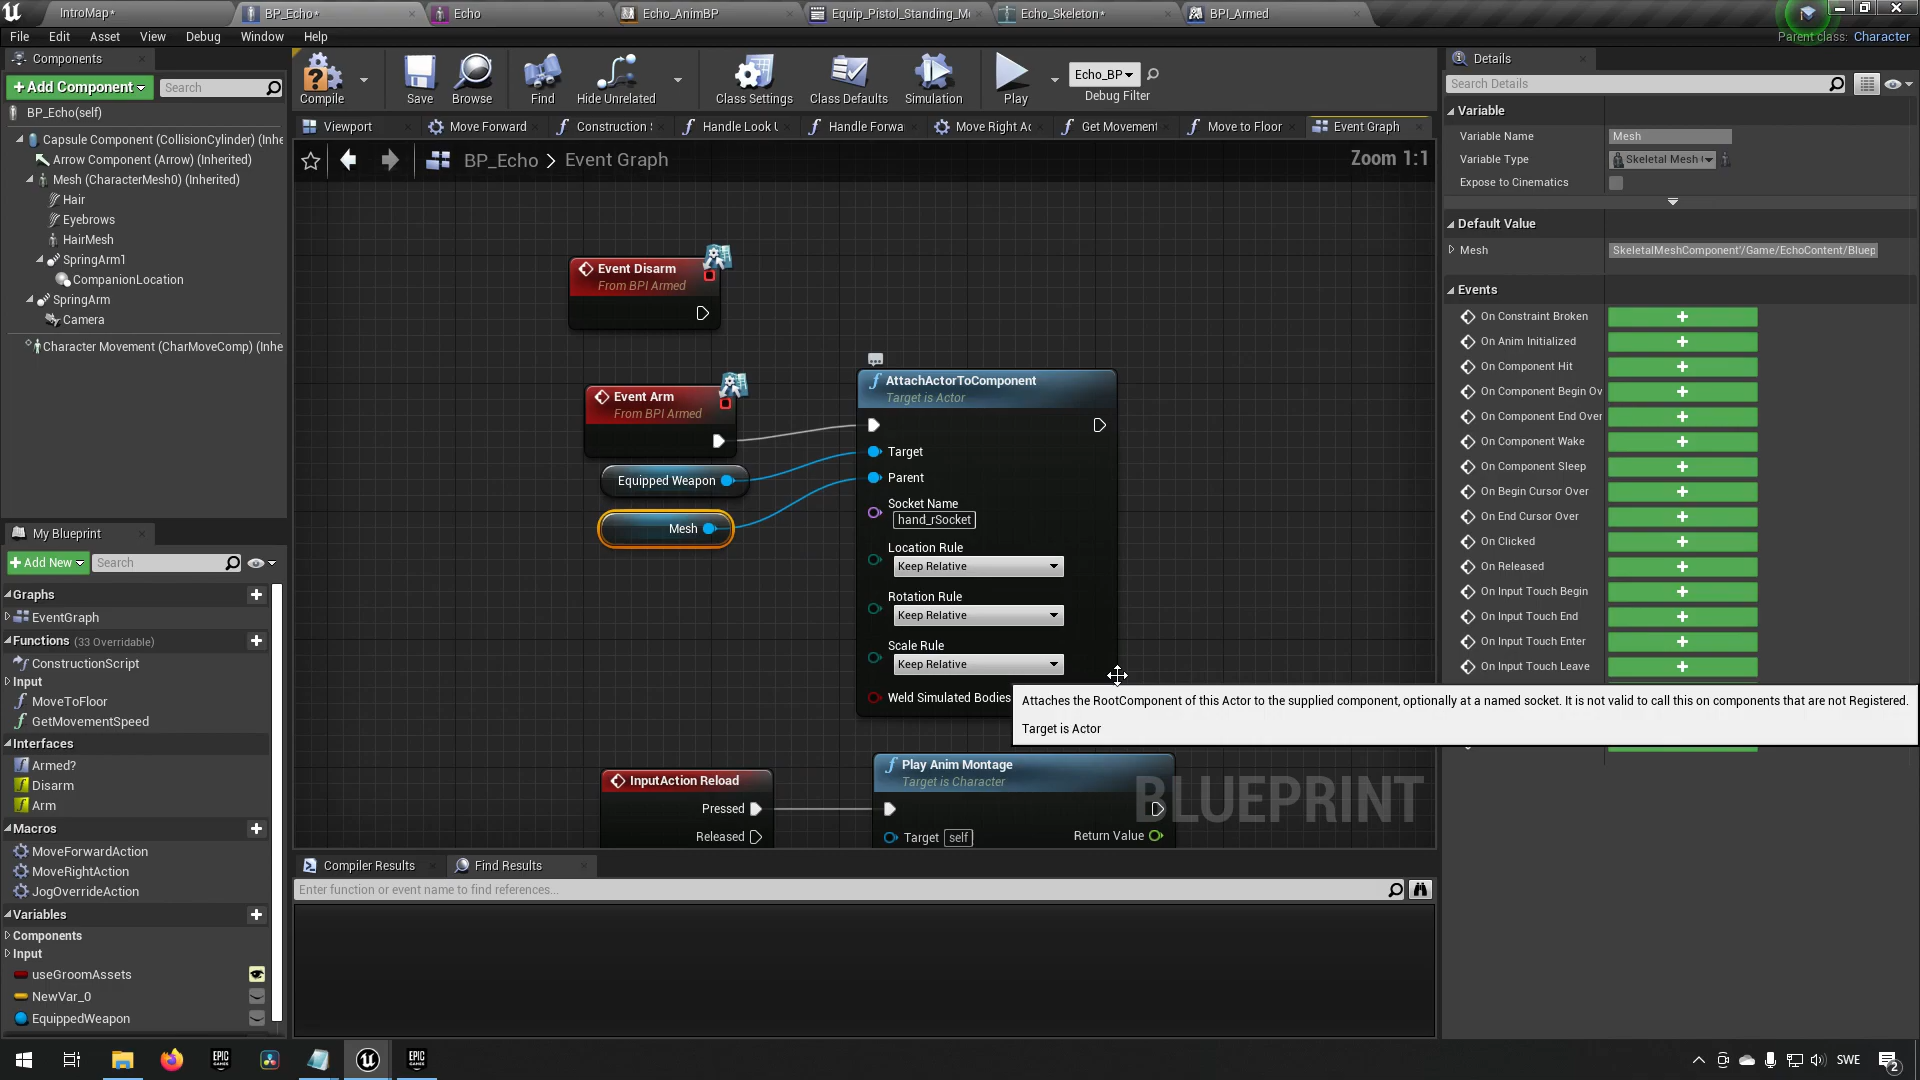 IntroMap*
BP_Echo*
Echo
Echo_AnimBP
Equip_Pistol_Standing_M
Echo_Skeleton*
BPI_Armed
File Edit Asset View Debug Window Help
Parent class: Character
Components
+Add Component
Search
BP_Echo(self)
Capsule Component (CollisionCylinder) (Inhe
Arrow Component (Arrow) (Inherited)
Mesh (CharacterMesh0) (Inherited)
Hair
Eyebrows
HairMesh
SpringArm1
CompanionLocation
SpringArm
Camera
Character Movement (CharMoveComp) (Inhe
My Blueprint
+Add New
Search
Graphs
EventGraph
Functions (33 Overridable)
ConstructionScript
Input
MoveToFloor
GetMovementSpeed
Interfaces
Armed?
Disarm
Arm
Macros
MoveForwardAction
MoveRightAction
JogOverrideAction
Variables
Components
Input
useGroomAssets
NewVar_0
EquippedWeapon
Compile
Save
Browse
Find
Hide Unrelated
Class Settings
Class Defaults
Simulation
Play
Echo_BP
Debug Filter
Viewport
Move Forward
Construction
Handle Look
Handle Forwa
Move Right Ac
Get Movement
Move to Floor
Event Graph
BP_Echo > Event Graph
Zoom 1:1
Event Disarm
From BPI Armed
Event Arm
From BPI Armed
Equipped Weapon
Mesh
AttachActorToComponent
Target is Actor
Target
Parent
Socket Name
hand_rSocket
Location Rule
Keep Relative
Rotation Rule
Keep Relative
Scale Rule
Keep Relative
Weld Simulated Bodies
Attaches the RootComponent of this Actor to the supplied component, optionally at a named socket. It is not valid to call this on components that are not Registered.
Target is Actor
InputAction Reload
Pressed
Released
Play Anim Montage
Target is Character
Target self
Return Value
BLUEPRINT
Compiler Results
Find Results
Enter function or event name to find references...
Details
Search Details
Variable
Variable Name Mesh
Variable Type Skeletal Mesh
Expose to Cinematics
Default Value
Mesh SkeletalMeshComponent'/Game/EchoContent/Bluep
Events
On Constraint Broken
On Anim Initialized
On Component Hit
On Component Begin Ov
On Component End Over
On Component Wake
On Component Sleep
On Begin Cursor Over
On End Cursor Over
On Clicked
On Released
On Input Touch Begin
On Input Touch End
On Input Touch Enter
On Input Touch Leave
EPIC GAMES
EPIC GAMES
SWE
2